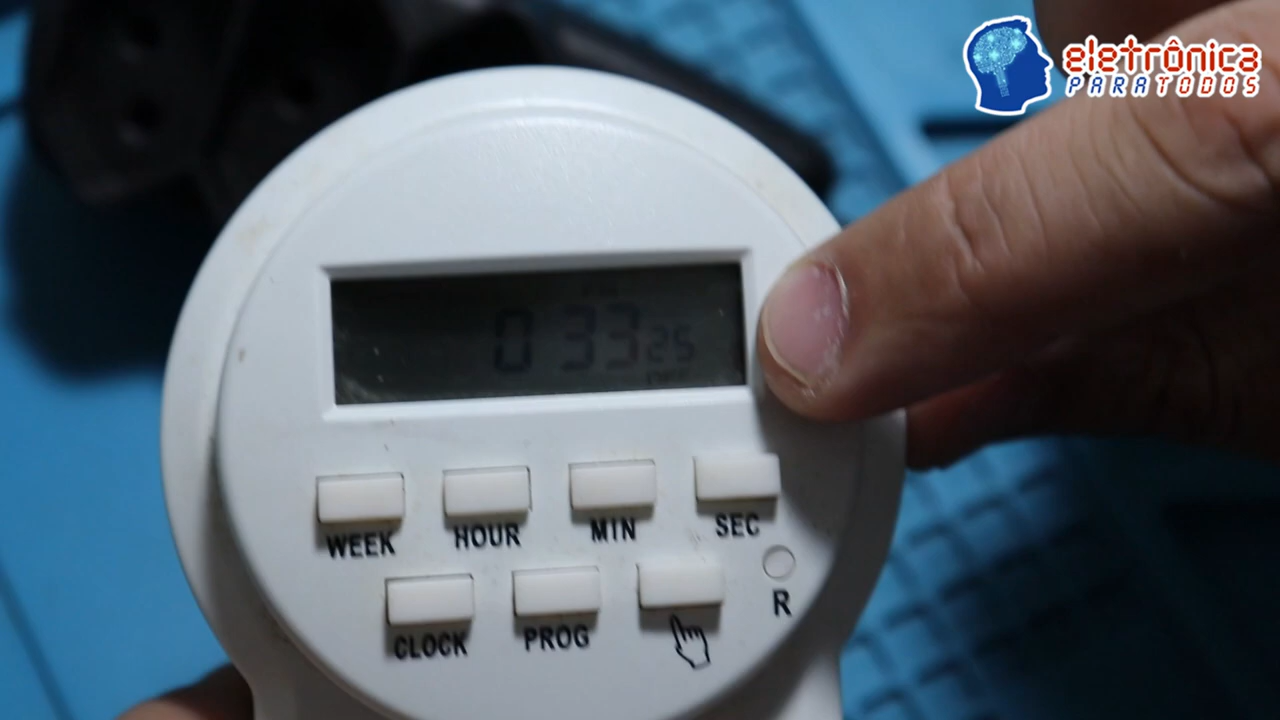 eletrônica
PARATODOS
0 33 25
WEEK HOUR MIN SEC
CLOCK PROG R